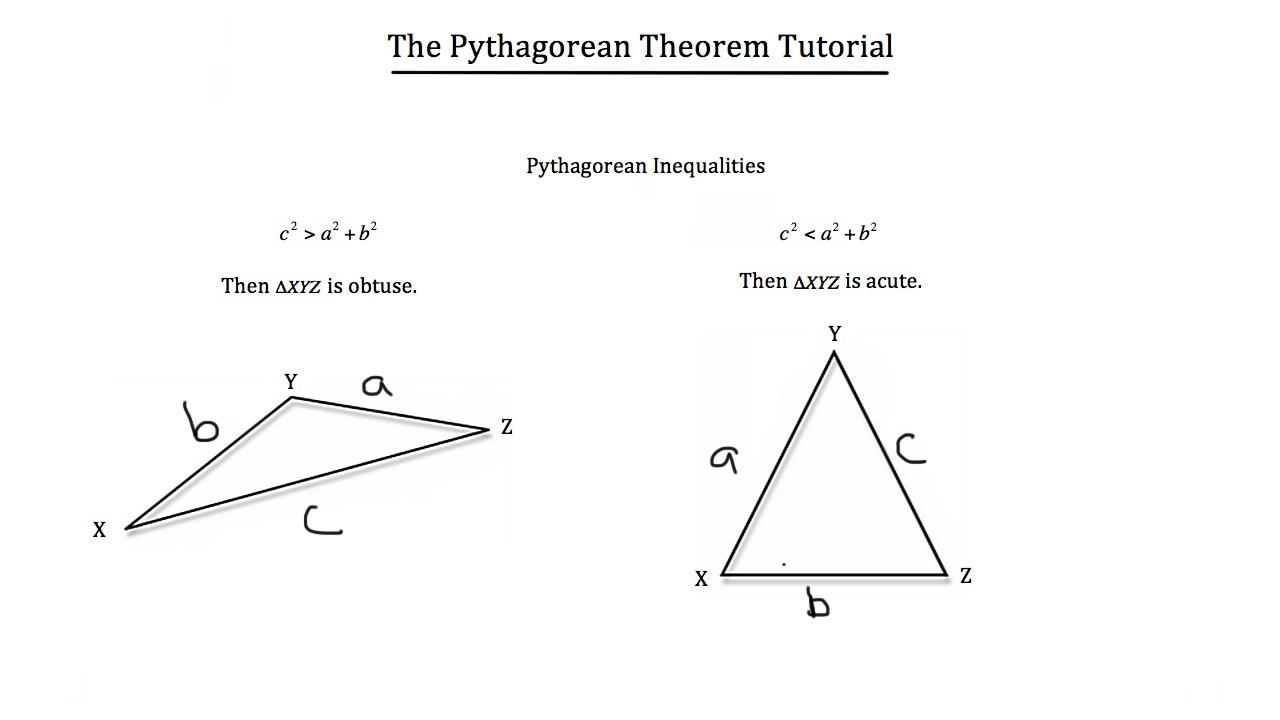 The Pythagorean Theorem Tutorial
Pythagorean Inequalities
c² > a² + b²
Then ΔXYZ is obtuse.
Y
a
b
Z
X
c
c² < a² + b²
Then ΔXYZ is acute.
Y
a
c
X
Z
b